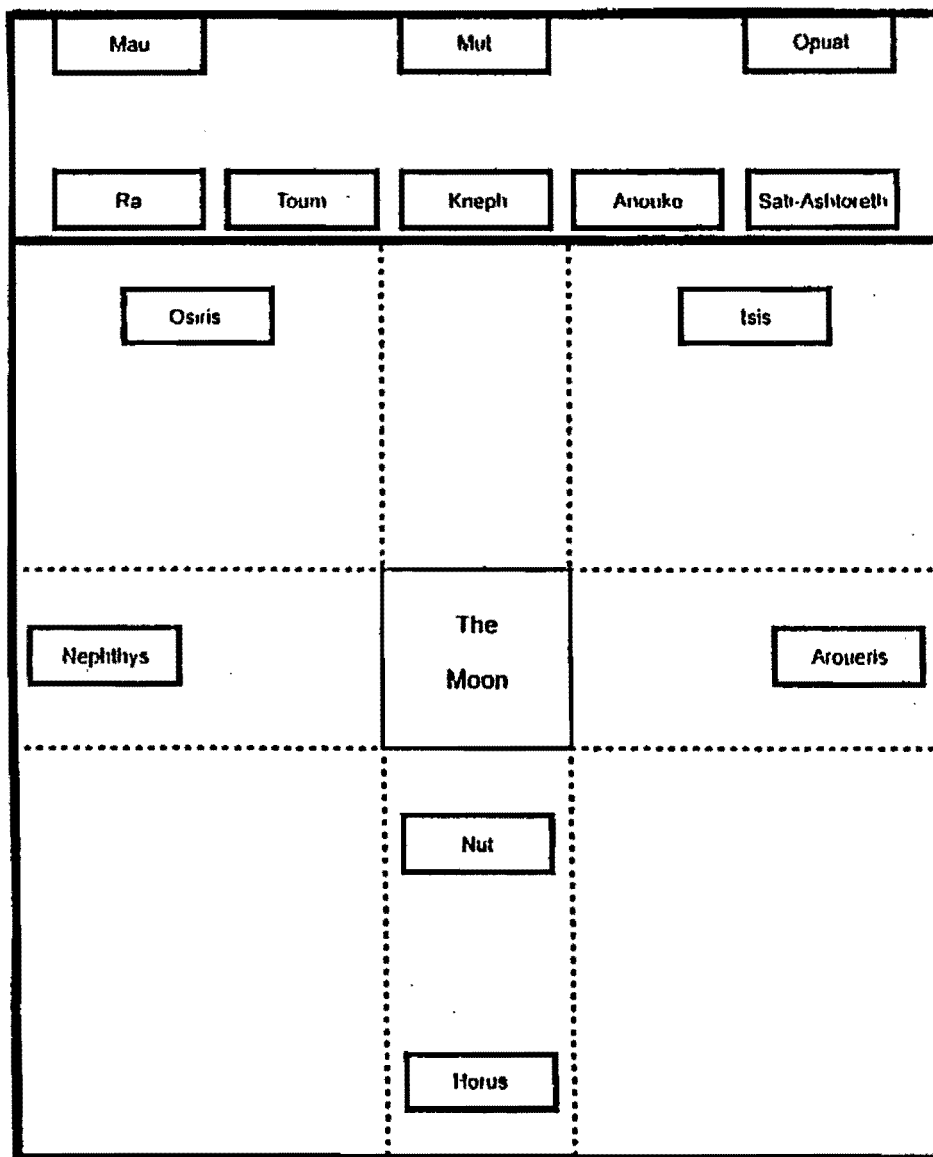 Mau
Mut
Opuat
Ra
Toum
Kneph
Anouke
Sati-Ashtoreth
Osiris
Isis
Nephthys
The
Moon
Aroueris
Nut
Horus